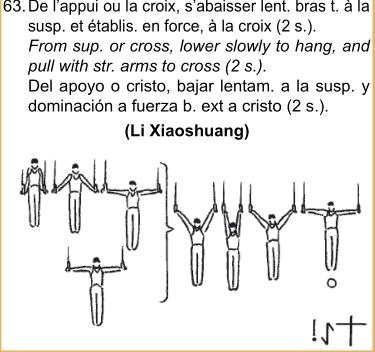 63. De l'appui ou la croix, s'abaisser lent. bras t. à la
susp. et établis. en force, à la croix (2 s.).
From sup. or cross, lower slowly to hang, and
pull with str. arms to cross (2 s.).
Del apoyo o cristo, bajar lentam. a la susp. y
dominación a fuerza b. ext a cristo (2 s.).
(Li Xiaoshuang)